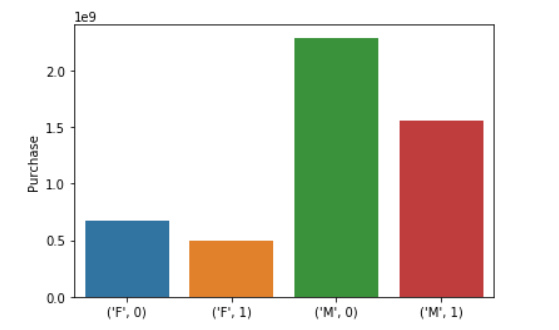 1e9
2.0
1.5
1.0
0.5
0.0
Purchase
('F', 0) ('F', 1) ('M', 0) ('M', 1)